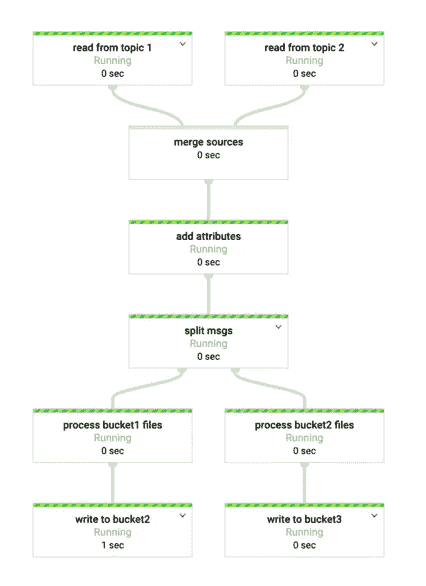 read from topic 1
Running
0 sec
read from topic 2
Running
0 sec
merge sources
0 sec
add attributes
Running
0 sec
split msgs
Running
0 sec
process bucket1 files
Running
0 sec
process bucket2 files
Running
0 sec
write to bucket2
Running
1 sec
write to bucket3
Running
0 sec